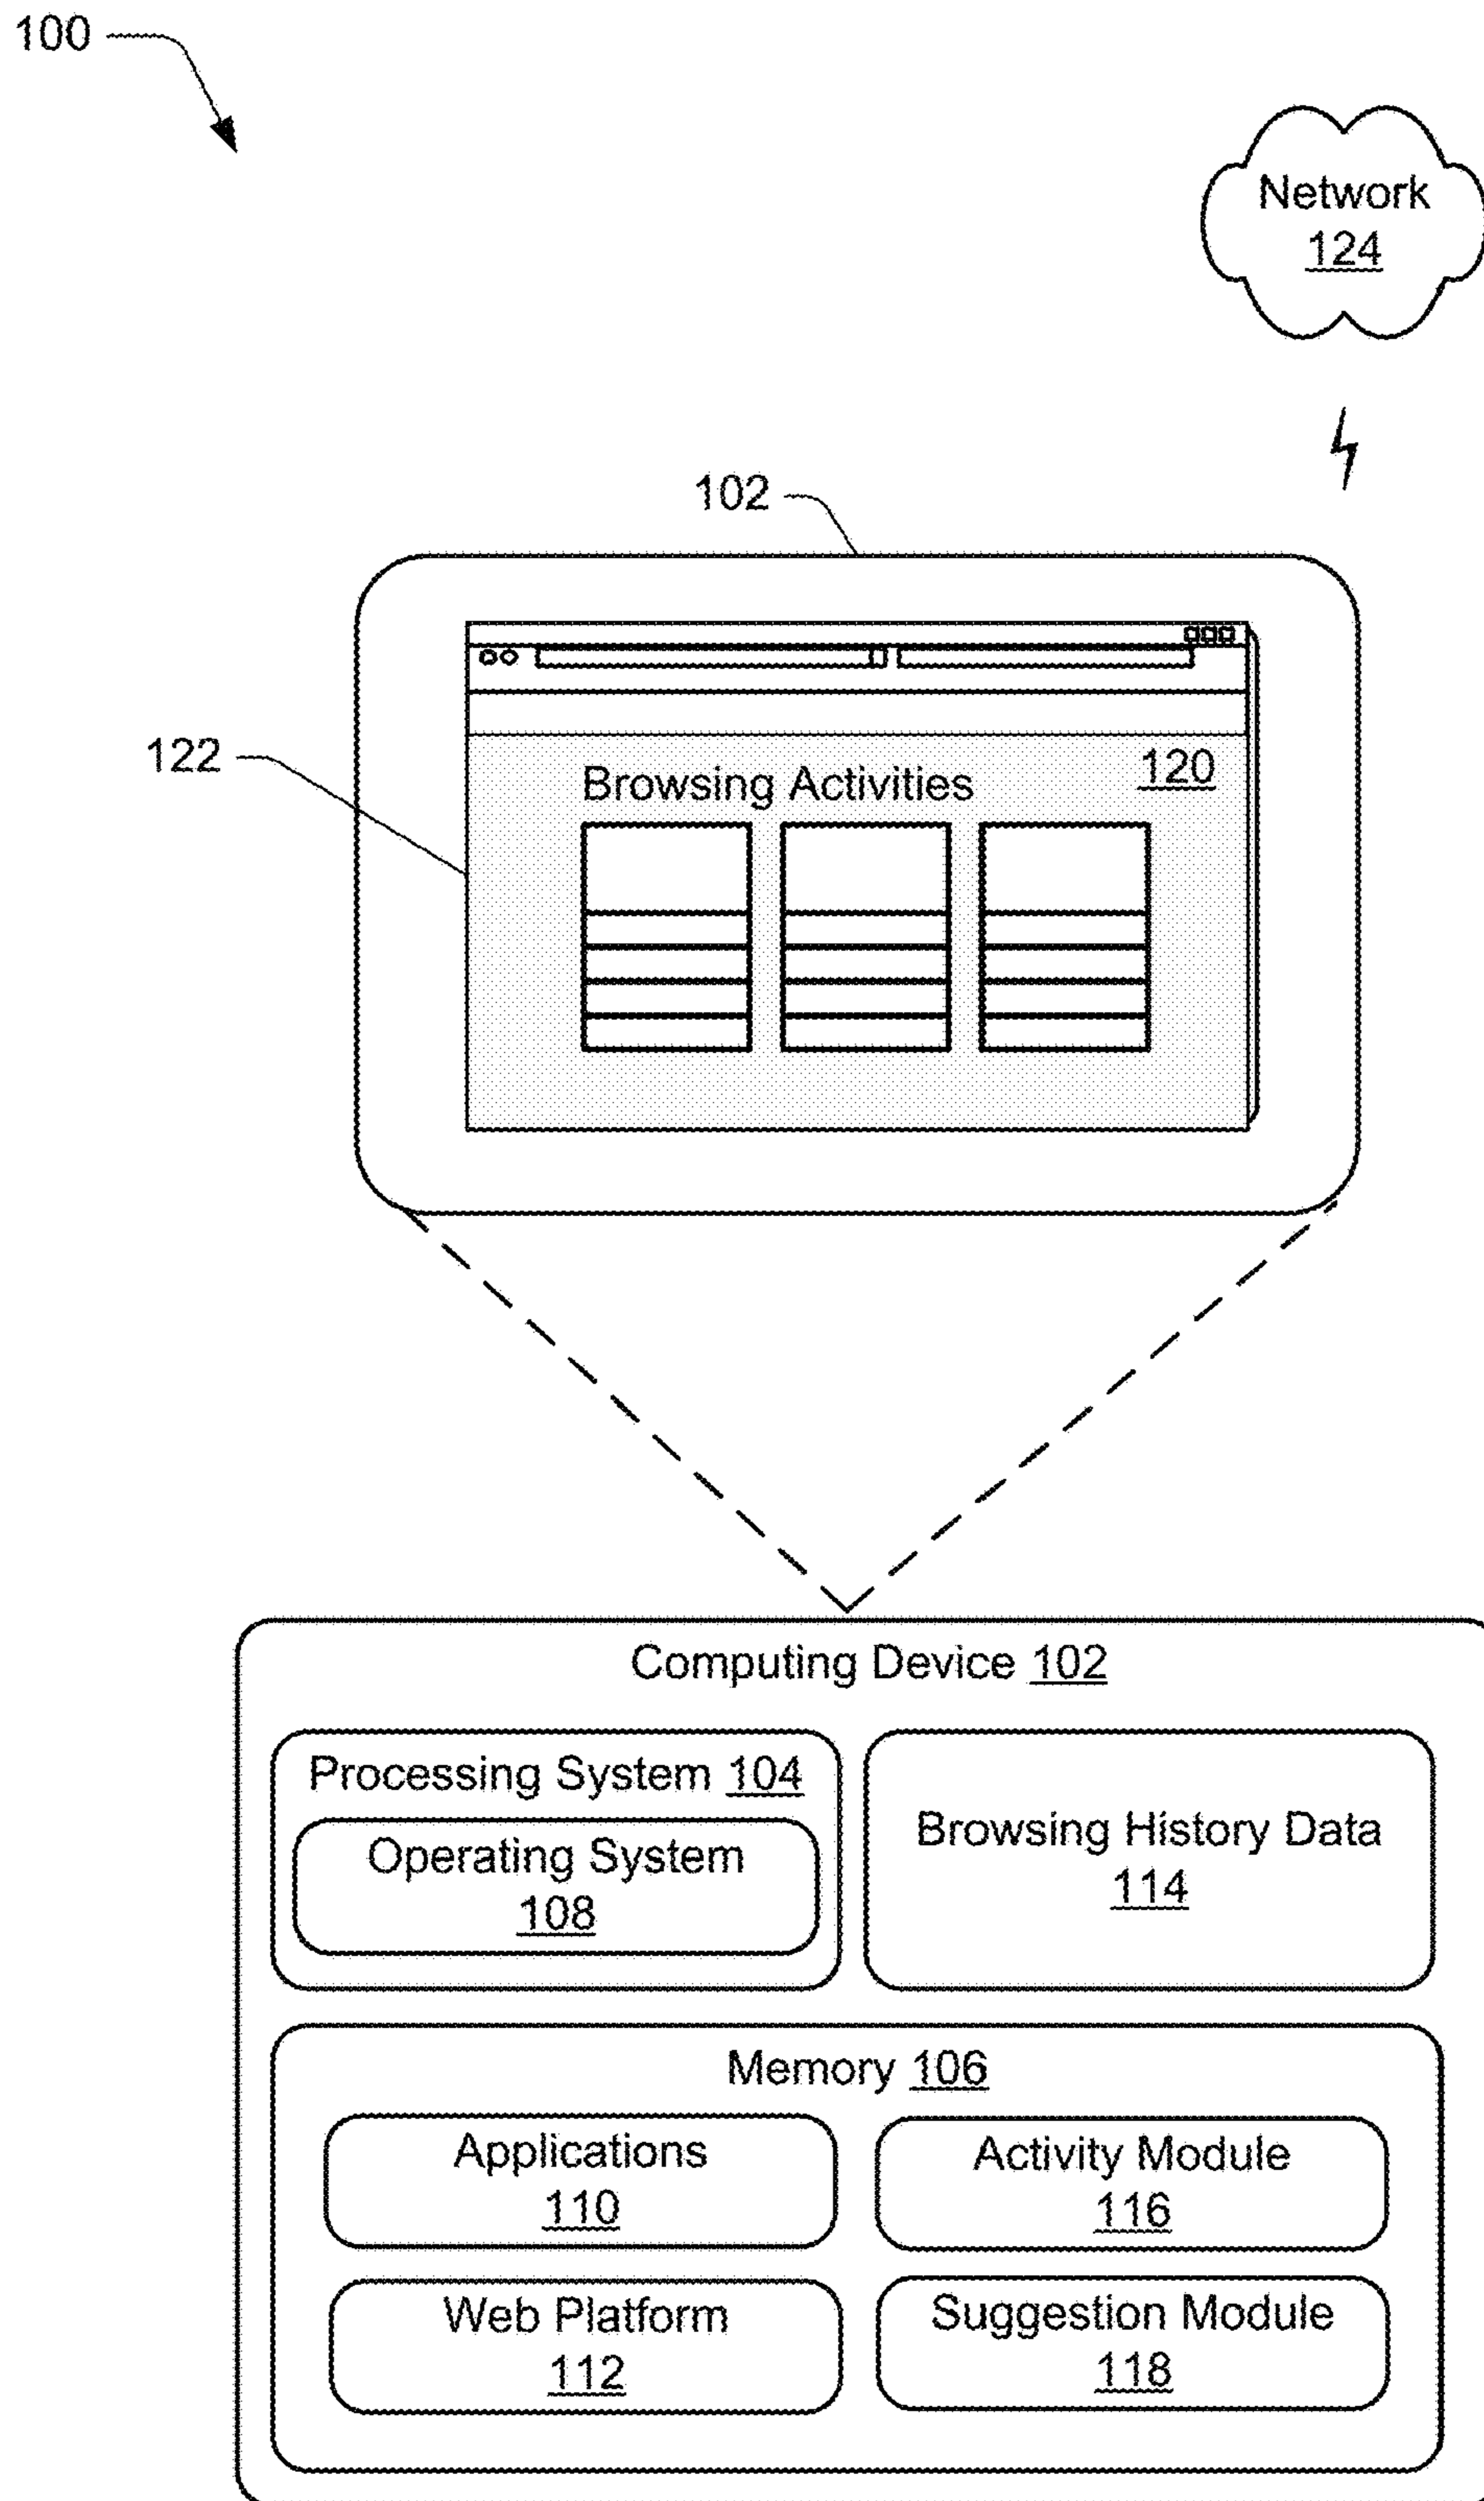 100
Network
124
102
122
Browsing Activities
120
Computing Device 102
Processing System 104
Operating System
108
Browsing History Data
114
Memory 106
Applications
110
Activity Module
116
Web Platform
112
Suggestion Module
118